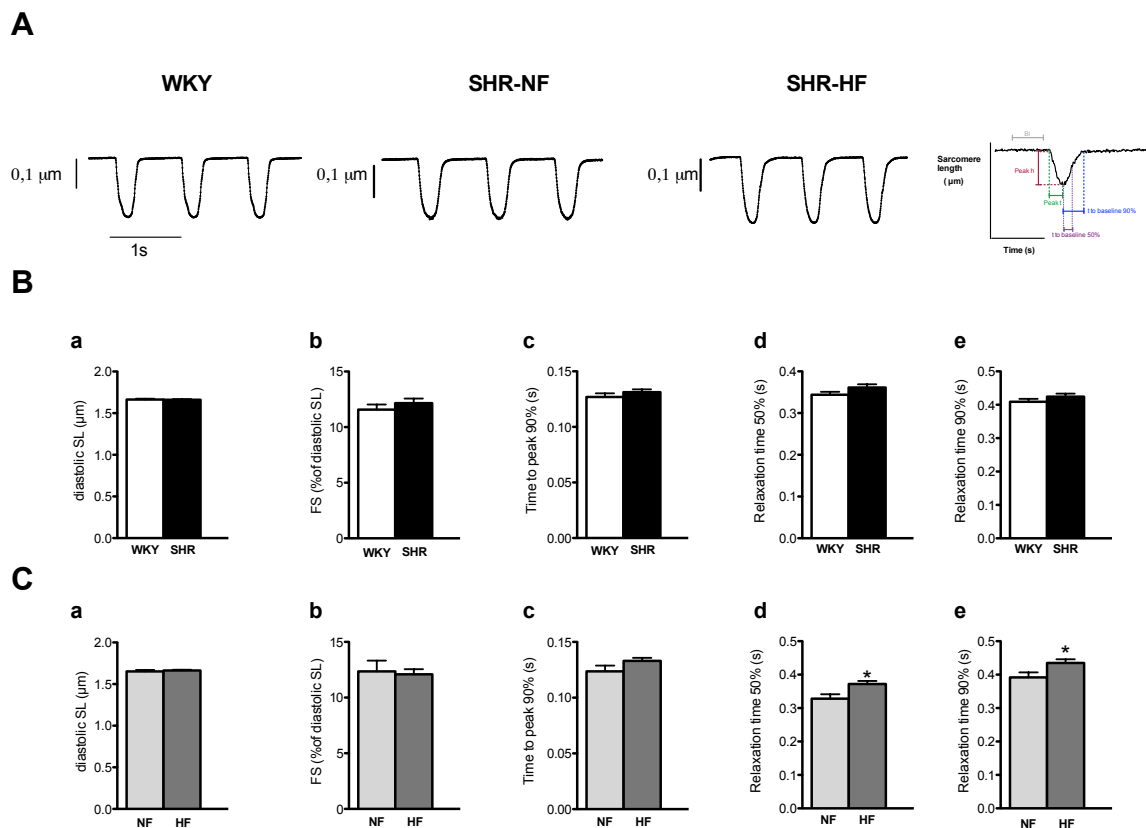 A
WKY
SHR-NF
SHR-HF
0,1 µm
0,1 µm
0,1 µm
1s
BI
Sarcomere
length
( µm)
Peak h
Peak t
t to baseline 90%
t to baseline 50%
Time (s)
B
a
diastolic SL (µm)
2.0
1.5
1.0
0.5
0.0
WKY SHR
b
FS (%of diastolic SL)
15
10
5
0
WKY SHR
c
Time to peak 90% (s)
0.15
0.10
0.05
0.00
WKY SHR
d
Relaxation time 50% (s)
0.4
0.3
0.2
0.1
0.0
WKY SHR
e
Relaxation time 90% (s)
0.5
0.4
0.3
0.2
0.1
0.0
WKY SHR
C
a
diastolic SL (µm)
2.0
1.5
1.0
0.5
0.0
NF HF
b
FS (%of diastolic SL)
15
10
5
0
NF HF
c
Time to peak 90% (s)
0.15
0.10
0.05
0.00
NF HF
d
Relaxation time 50% (s)
0.5
0.4
0.3
0.2
0.1
0.0
*
NF HF
e
Relaxation time 90% (s)
0.5
0.4
0.3
0.2
0.1
0.0
*
NF HF